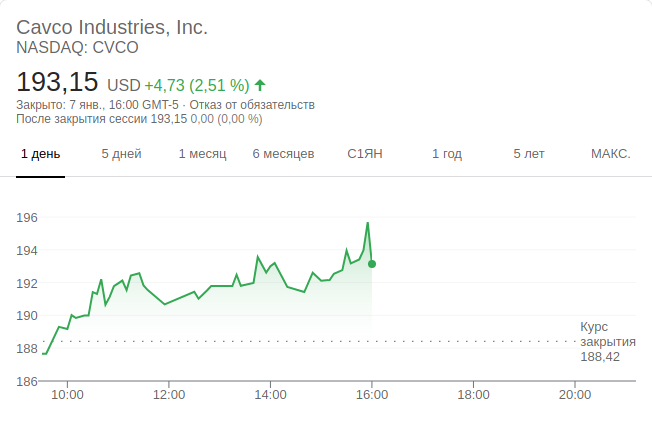 Cavco Industries, Inc.
NASDAQ: CVCO
193,15 USD +4,73 (2,51 %)
Закрыто: 7 янв., 16:00 GMT-5 · Отказ от обязательств
После закрытия сессии 193,15 0,00 (0,00 %)
1 день 5 дней 1 месяц 6 месяцев С1ЯН 1 год 5 лет МАКС.
196
194
192
190
188
186
Курс
закрытия
188,42
10:00 12:00 14:00 16:00 18:00 20:00